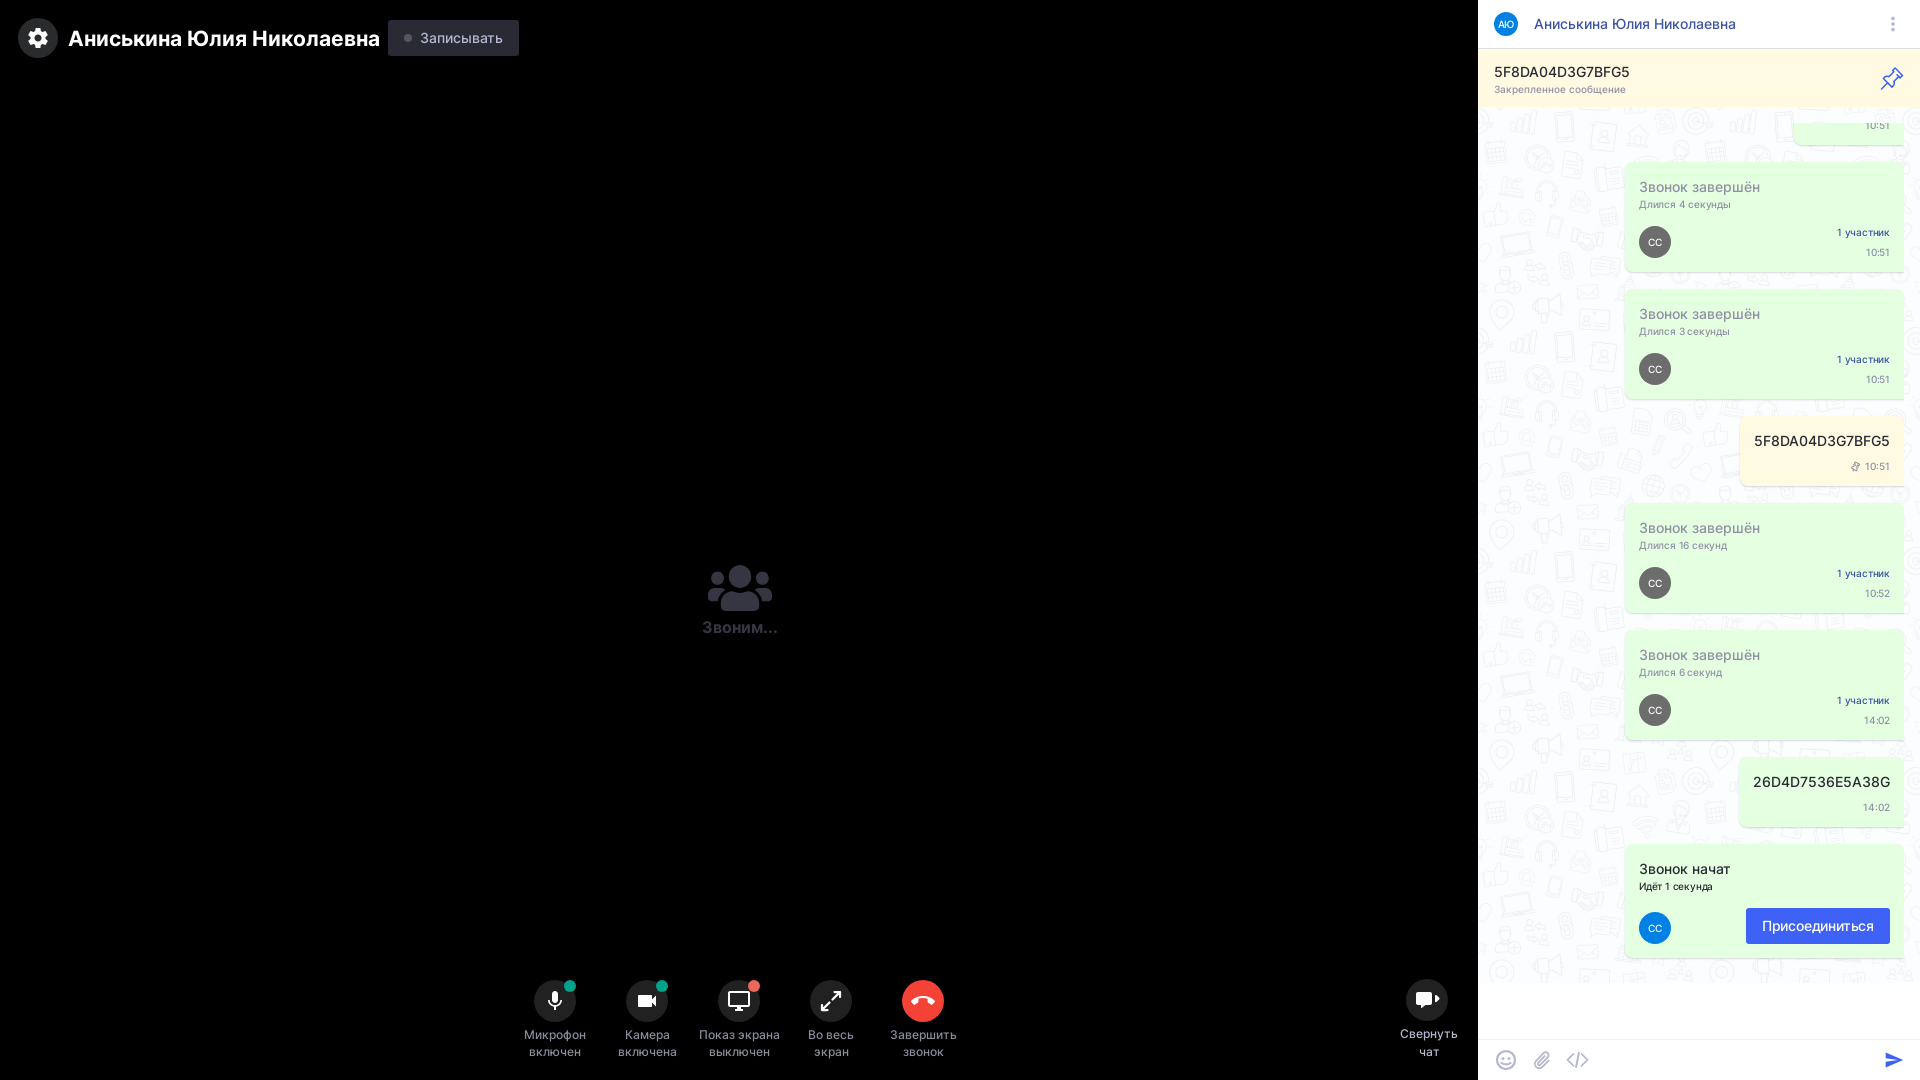 Аниськина Юлия Николаевна
Записывать
Звоним...
Микрофон
включен
Камера
включена
Показ экрана
выключен
Во весь
экран
Завершить
звонок
Свернуть
чат
АЮ
Аниськина Юлия Николаевна
5F8DA04D3G7BFG5
Закрепленное сообщение
10:51
Звонок завершён
Длился 4 секунды
СС
1 участник
10:51
Звонок завершён
Длился 3 секунды
СС
1 участник
10:51
5F8DA04D3G7BFG5
10:51
Звонок завершён
Длился 16 секунд
СС
1 участник
10:52
Звонок завершён
Длился 6 секунд
СС
1 участник
14:02
26D4D7536E5A38G
14:02
Звонок начат
Идёт 1 секунда
СС
Присоединиться